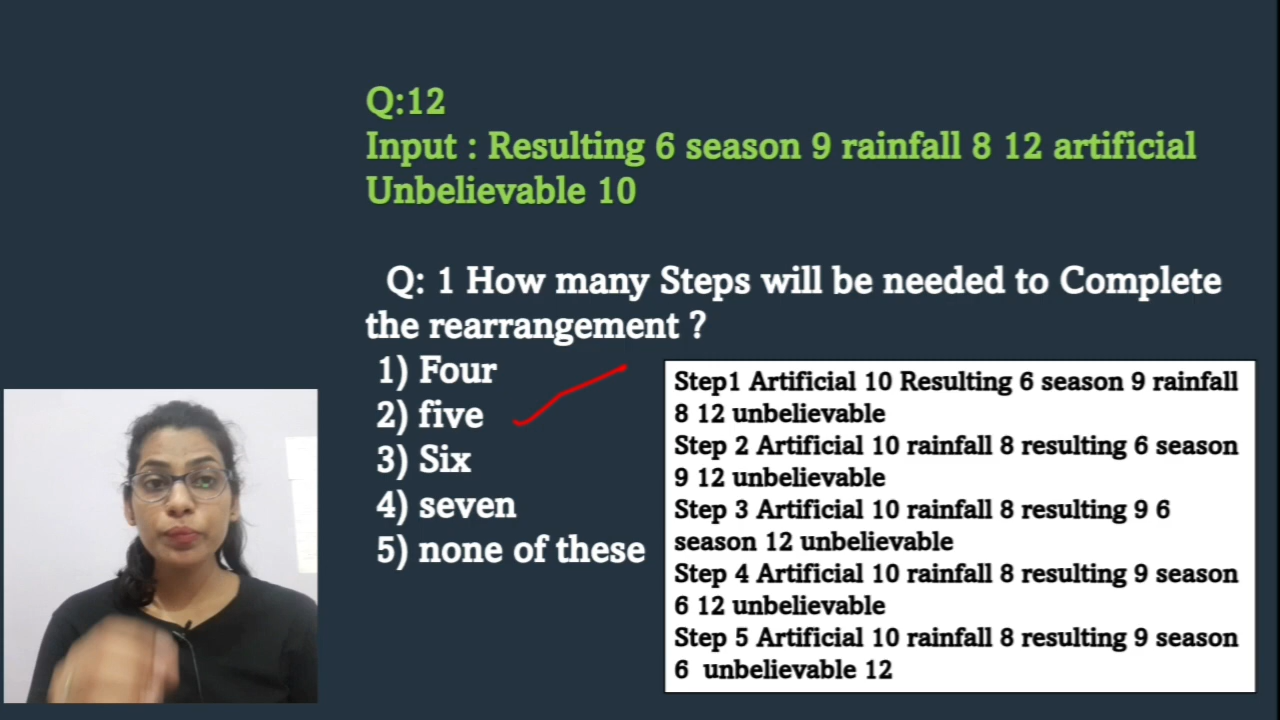 Q:12
Input : Resulting 6 season 9 rainfall 8 12 artificial
Unbelievable 10
Q: 1 How many Steps will be needed to Complete
the rearrangement ?
1) Four
2) five
3) Six
4) seven
5) none of these
Step1 Artificial 10 Resulting 6 season 9 rainfall
8 12 unbelievable
Step 2 Artificial 10 rainfall 8 resulting 6 season
9 12 unbelievable
Step 3 Artificial 10 rainfall 8 resulting 9 6
season 12 unbelievable
Step 4 Artificial 10 rainfall 8 resulting 9 season
6 12 unbelievable
Step 5 Artificial 10 rainfall 8 resulting 9 season
6 unbelievable 12